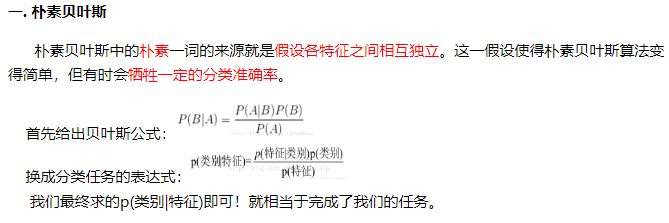 一. 朴素贝叶斯
朴素贝叶斯中的朴素一词的来源就是假设各特征之间相互独立。这一假设使得朴素贝叶斯算法变
得简单，但有时会牺牲一定的分类准确率。
首先给出贝叶斯公式：P(B|A) = P(A|B)P(B) / P(A)
换成分类任务的表达式：p(类别|特征) = p(特征|类别)p(类别) / p(特征)
我们最终求的p(类别|特征)即可！就相当于完成了我们的任务。